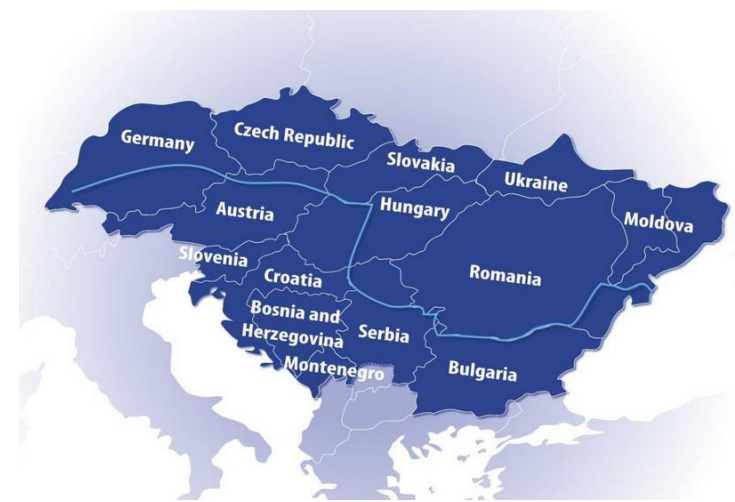 Czech Republic
Germany
Slovakia
Ukraine
Austria
Hungary
Moldova
Slovenia
Croatia
Romania
Bosnia and
Herzegovina
Serbia
Montenegro
Bulgaria